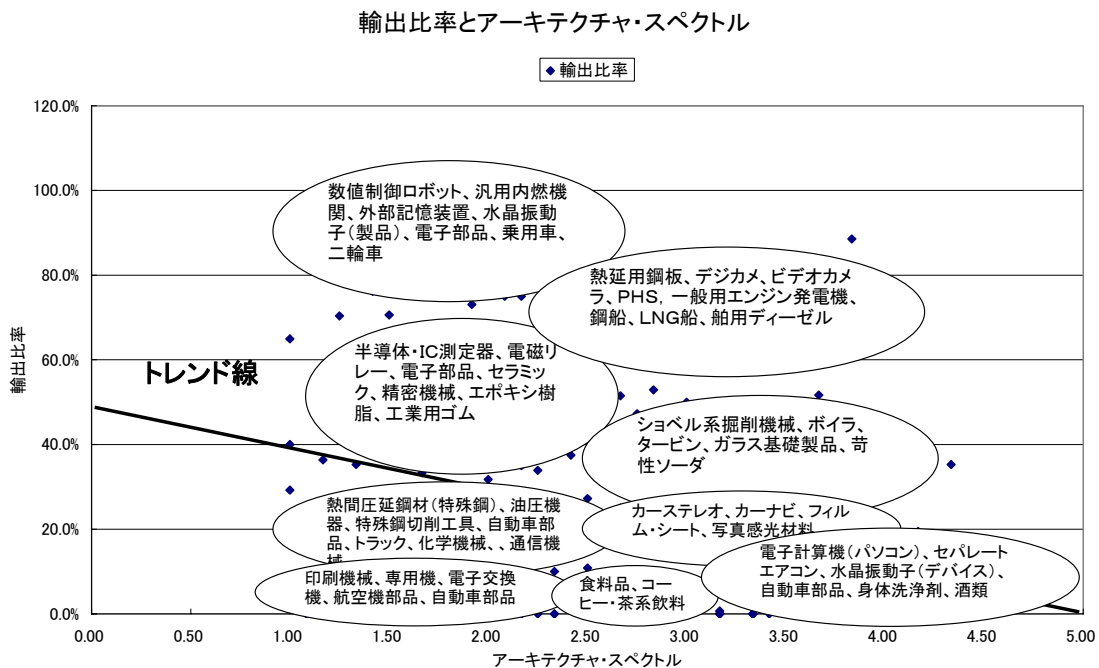 輸出比率とアーキテクチャ・スペクトル
輸出比率
120.0%
100.0%
80.0%
60.0%
40.0%
20.0%
0.0%
輸出比率
数値制御ロボット、汎用内燃機
関、外部記憶装置、水晶振動
子(製品)、電子部品、乗用車、
二輪車
熱延用鋼板、デジカメ、ビデオカメ
ラ、PHS, 一般用エンジン発電機、
鋼船、LNG船、舶用ディーゼル
トレンド線
半導体・IC測定器、電磁リ
レー、電子部品、セラミッ
ク、精密機械、エポキシ樹
脂、工業用ゴム
ショベル系掘削機械、ボイラ、
タービン、ガラス基礎製品、苛
性ソーダ
熱間圧延鋼材(特殊鋼)、油圧機
器、特殊鋼切削工具、自動車部
品、トラック、化学機械、、通信機
カーステレオ、カーナビ、フィル
ム・シート、写真感光材料
印刷機械、専用機、電子交換
機、航空機部品、自動車部品
食料品、コー
ヒー・茶系飲料
電子計算機(パソコン)、セパレート
エアコン、水晶振動子(デバイス)、
自動車部品、身体洗浄剤、酒類
0.00
0.50
1.00
1.50
2.00
2.50
3.00
3.50
4.00
4.50
5.00
アーキテクチャ・スペクトル